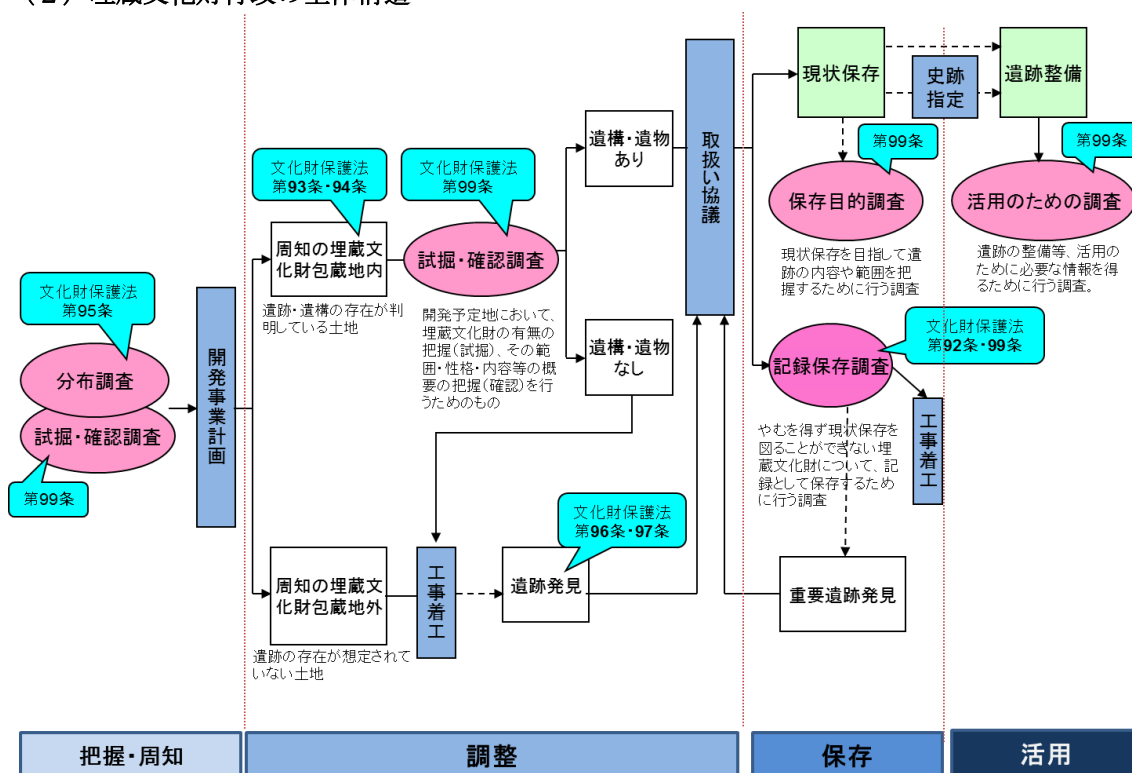 文化財保護法
第95条
分布調査
試掘・確認調査
第99条
開発事業計画
文化財保護法
第93条・94条
周知の埋蔵文
化財包蔵地内
遺跡・遺構の存在が判
明している土地
文化財保護法
第99条
試掘・確認調査
開発予定地において、
埋蔵文化財の有無の
把握(試掘)、その範
囲・性格・内容等の概
要の把握(確認)を行
うためのもの
遺構・遺物
あり
遺構・遺物
なし
周知の埋蔵文
化財包蔵地外
遺跡の存在が想定されて
いない土地
工事着工
遺跡発見
文化財保護法
第96条・97条
取扱い協議
現状保存
史跡
指定
遺跡整備
第99条
保存目的調査
現状保存を目指して遺
跡の内容や範囲を把
握するために行う調査
第99条
活用のための調査
遺跡の整備等、活用の
ために必要な情報を得
るために行う調査。
文化財保護法
第92条・99条
記録保存調査
やむを得ず現状保存を
図ることができない埋
蔵文化財について、記
録として保存するため
に行う調査
工事着工
重要遺跡発見
把握・周知
調整
保存
活用